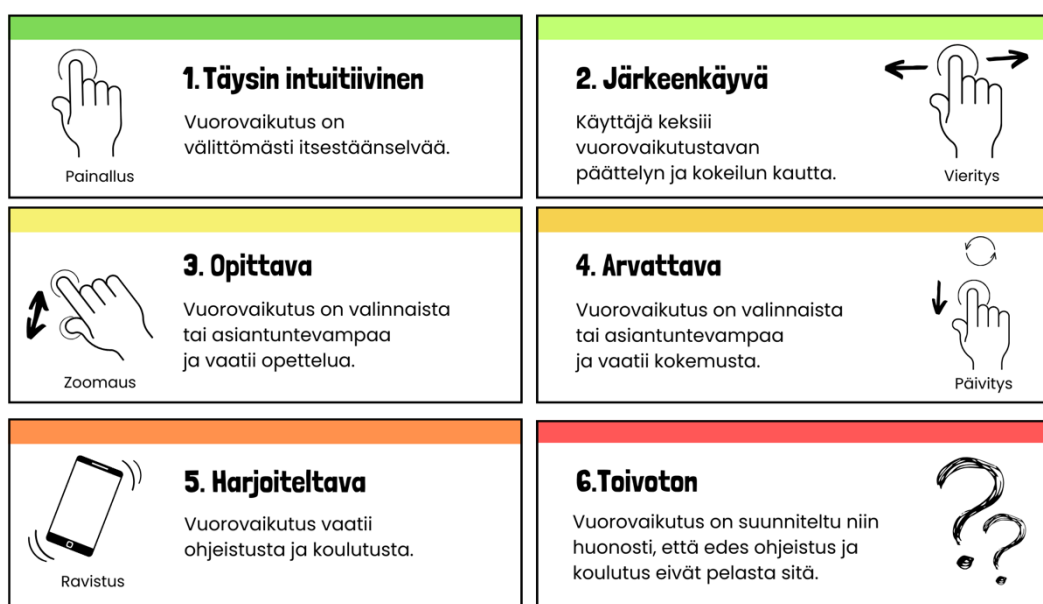 1. Täysin intuitiivinen
Vuorovaikutus on
välittömästi itsestäänselvää.
Painallus
2. Järkeenkäyvä
Käyttäjä keksiii
vuorovaikutustavan
päättelyn ja kokeilun kautta.
Vieritys
3. Opittava
Vuorovaikutus on valinnaista
tai asiantuntevampaa
ja vaatii opettelua.
Zoomaus
4. Arvattava
Vuorovaikutus on valinnaista
tai asiantuntevampaa
ja vaatii kokemusta.
Päivitys
5. Harjoiteltava
Vuorovaikutus vaatii
ohjeistusta ja koulutusta.
Ravistus
6.Toivoton
Vuorovaikutus on suunniteltu niin
huonosti, että edes ohjeistus ja
koulutus eivät pelasta sitä.
??